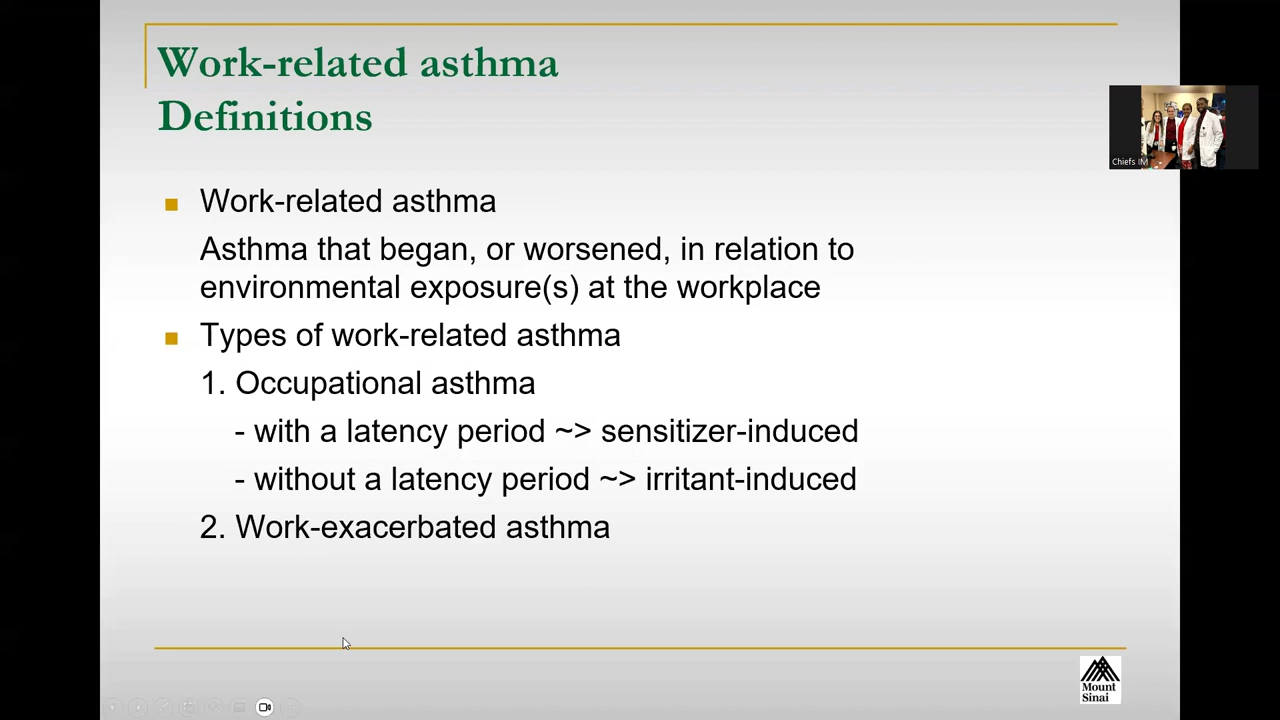 Work-related asthma
Definitions
Work-related asthma
Asthma that began, or worsened, in relation to
environmental exposure(s) at the workplace
Types of work-related asthma
1. Occupational asthma
- with a latency period ~> sensitizer-induced
- without a latency period ~> irritant-induced
2. Work-exacerbated asthma
Chiefs IM
Mount
Sinai